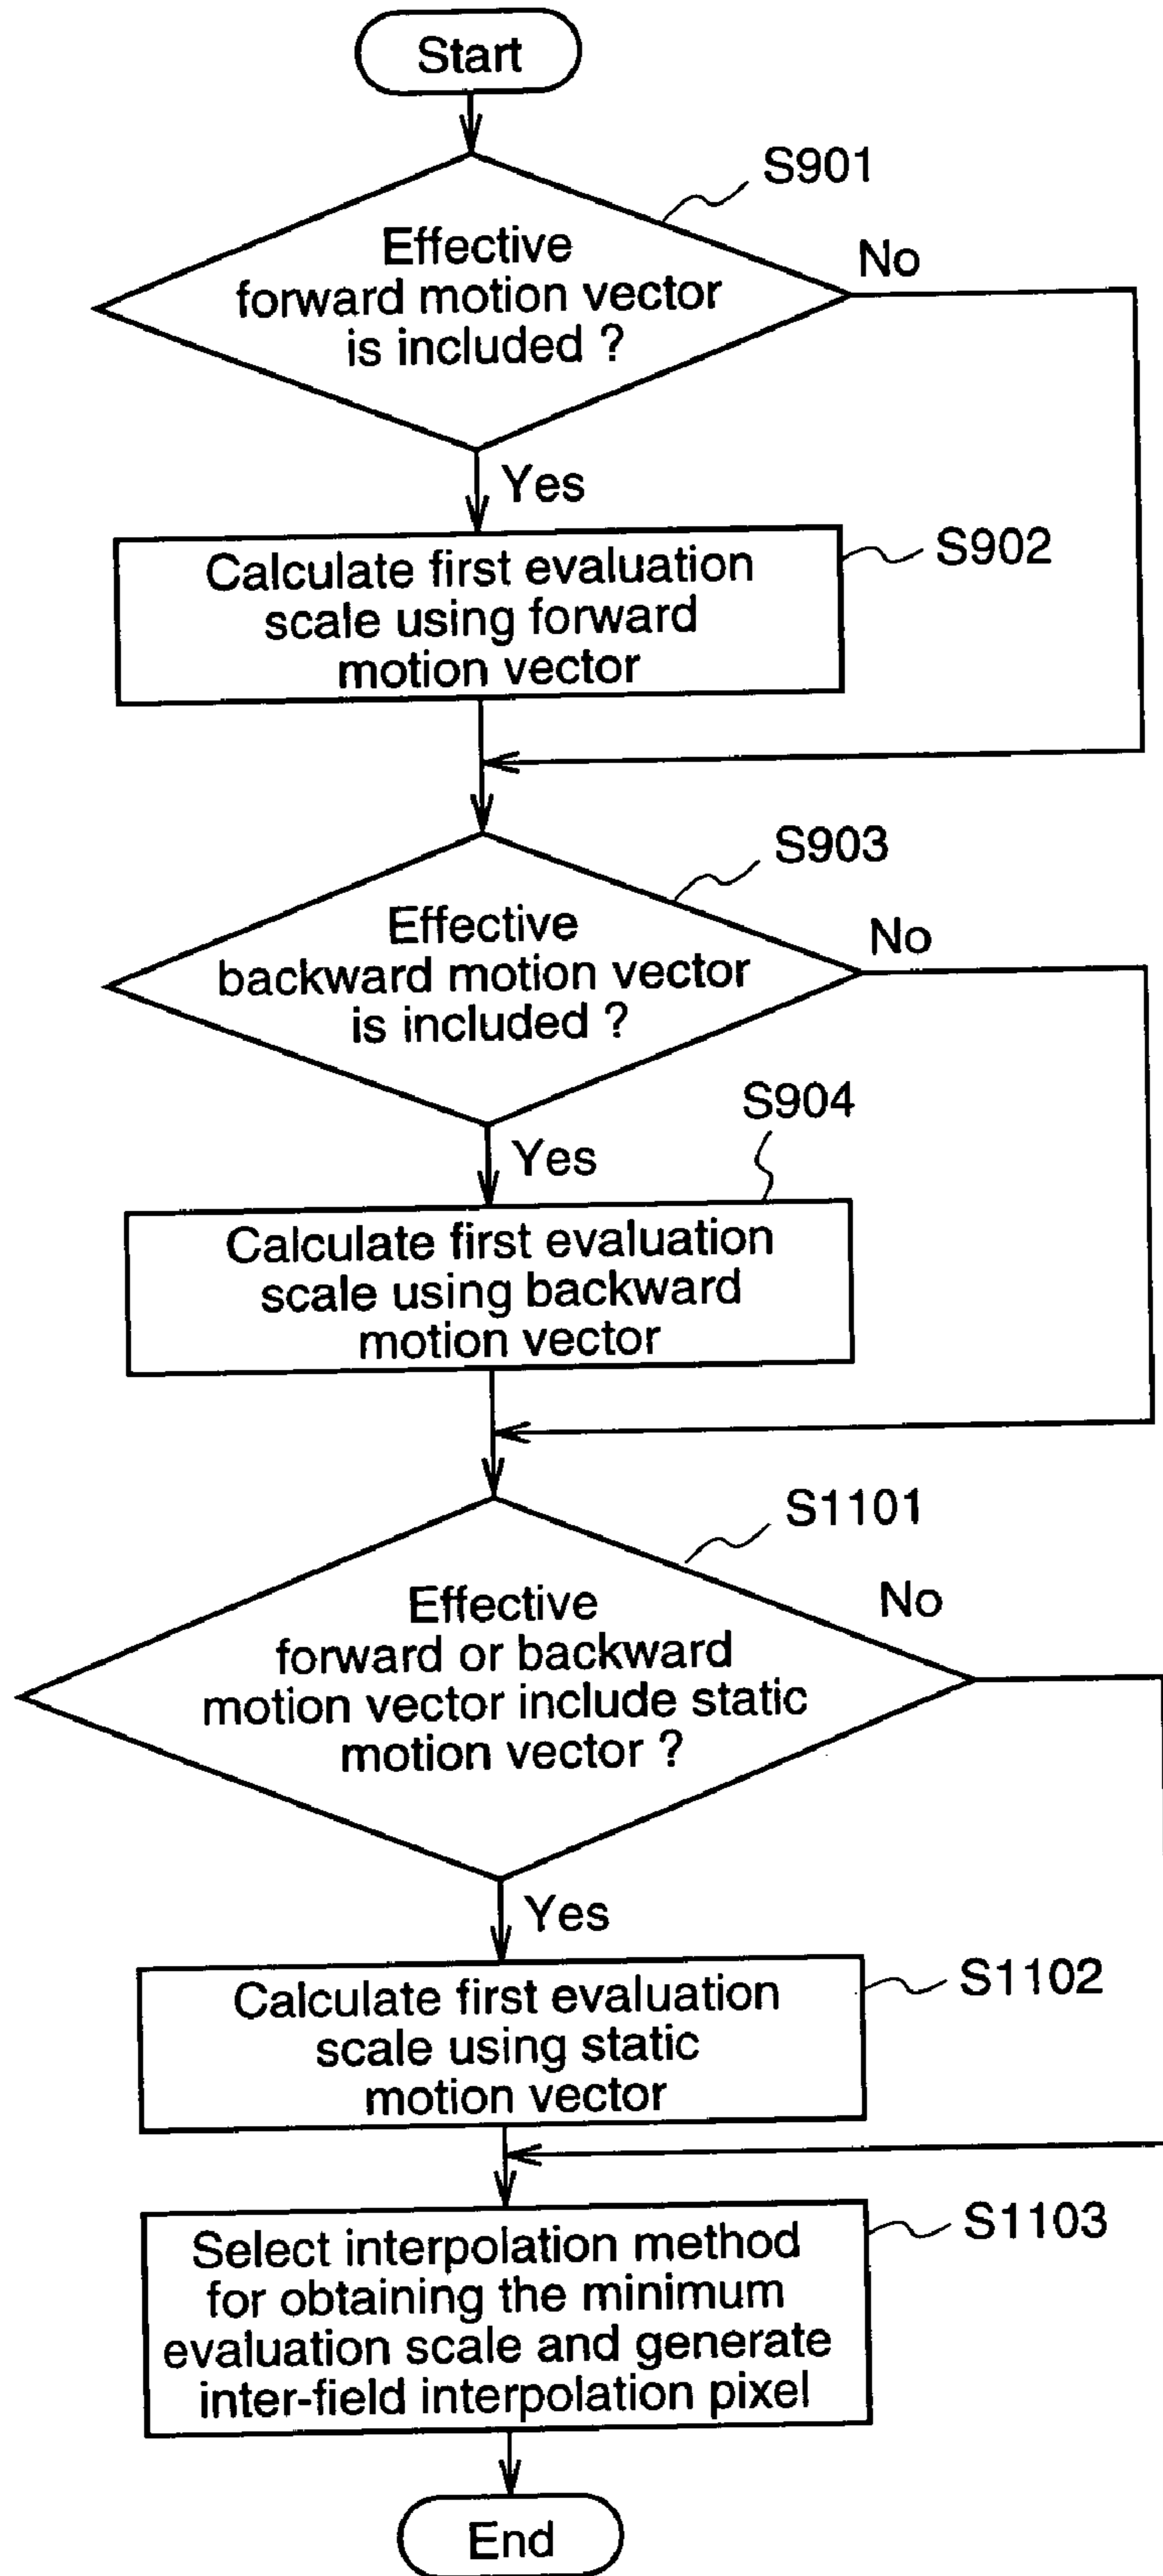 Start
S901
Effective
forward motion vector
is included ?
No
Yes
S902
Calculate first evaluation
scale using forward
motion vector
S903
Effective
backward motion vector
is included ?
No
S904
Yes
Calculate first evaluation
scale using backward
motion vector
S1101
Effective
forward or backward
motion vector include static
motion vector ?
No
Yes
S1102
Calculate first evaluation
scale using static
motion vector
S1103
Select interpolation method
for obtaining the minimum
evaluation scale and generate
inter-field interpolation pixel
End